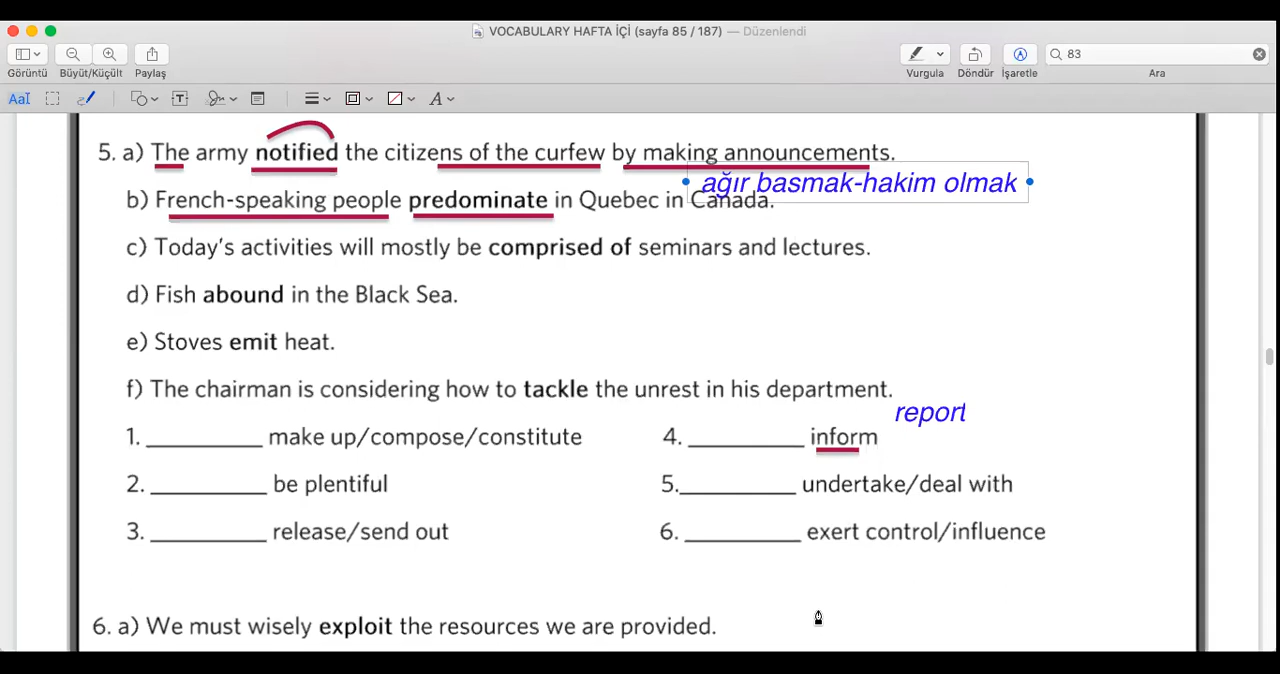 VOCABULARY HAFTA İÇİ (sayfa 85 / 187) — Düzenlendi
83
Görüntü Büyüt/Küçült Paylaş Vurgula Döndür İşaretle Ara
AaI T A
5. a) The army notified the citizens of the curfew by making announcements.
ağır basmak-hakim olmak
b) French-speaking people predominate in Quebec in Canada.
c) Today's activities will mostly be comprised of seminars and lectures.
d) Fish abound in the Black Sea.
e) Stoves emit heat.
f) The chairman is considering how to tackle the unrest in his department.
report
1. __________ make up/compose/constitute 4. __________ inform
2. __________ be plentiful 5.__________ undertake/deal with
3. __________ release/send out 6. __________ exert control/influence
6. a) We must wisely exploit the resources we are provided.